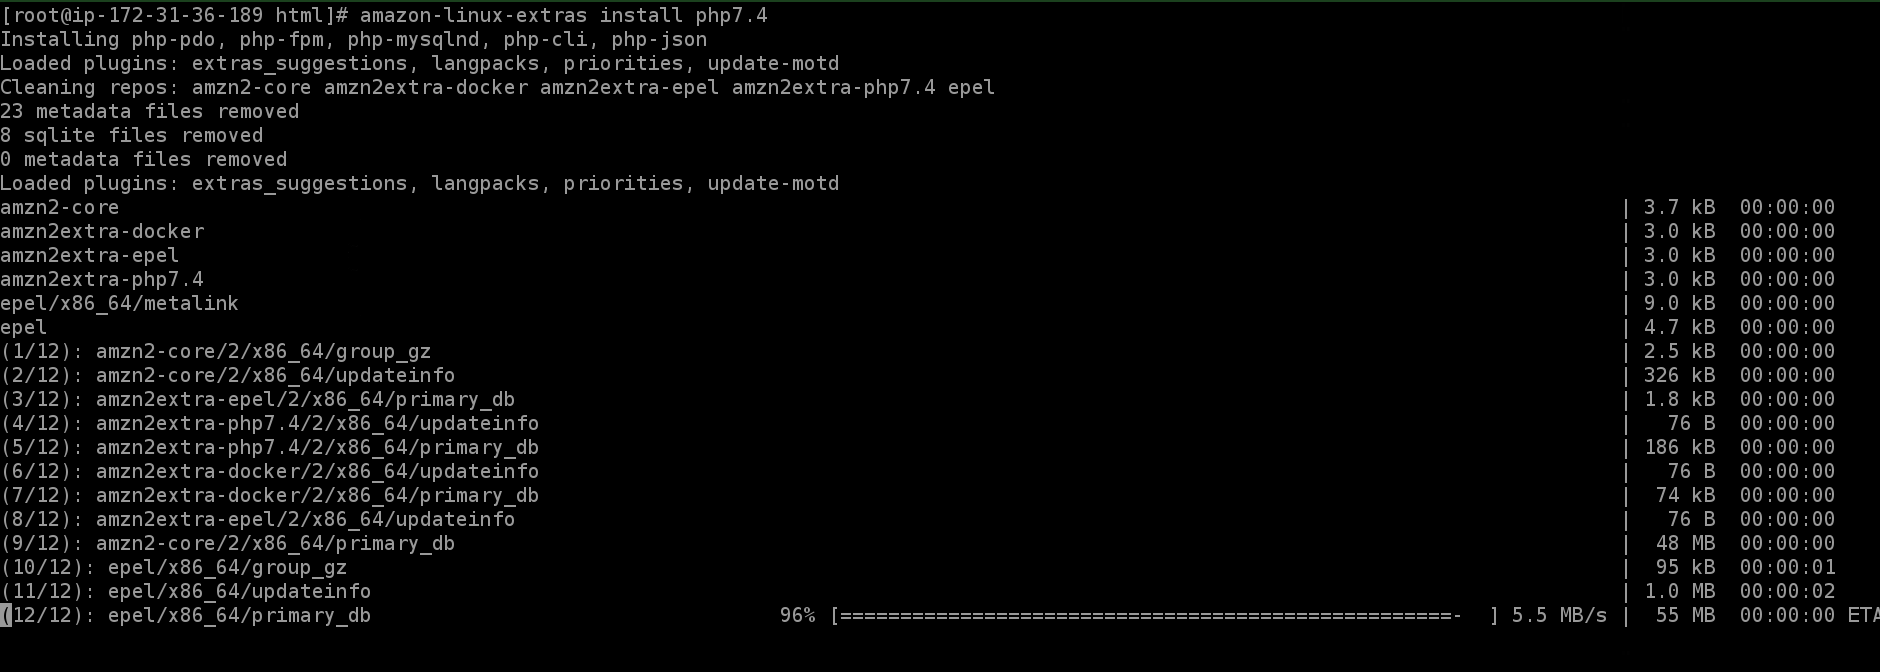 [root@ip-172-31-36-189 html]# amazon-linux-extras install php7.4
Installing php-pdo, php-fpm, php-mysqlnd, php-cli, php-json
Loaded plugins: extras_suggestions, langpacks, priorities, update-motd
Cleaning repos: amzn2-core amzn2extra-docker amzn2extra-epel amzn2extra-php7.4 epel
23 metadata files removed
8 sqlite files removed
0 metadata files removed
Loaded plugins: extras_suggestions, langpacks, priorities, update-motd
amzn2-core | 3.7 kB 00:00:00
amzn2extra-docker | 3.0 kB 00:00:00
amzn2extra-epel | 3.0 kB 00:00:00
amzn2extra-php7.4 | 3.0 kB 00:00:00
epel/x86_64/metalink | 9.0 kB 00:00:00
epel | 4.7 kB 00:00:00
(1/12): amzn2-core/2/x86_64/group_gz | 2.5 kB 00:00:00
(2/12): amzn2-core/2/x86_64/updateinfo | 326 kB 00:00:00
(3/12): amzn2extra-epel/2/x86_64/primary_db | 1.8 kB 00:00:00
(4/12): amzn2extra-php7.4/2/x86_64/updateinfo | 76 B 00:00:00
(5/12): amzn2extra-php7.4/2/x86_64/primary_db | 186 kB 00:00:00
(6/12): amzn2extra-docker/2/x86_64/updateinfo | 76 B 00:00:00
(7/12): amzn2extra-docker/2/x86_64/primary_db | 74 kB 00:00:00
(8/12): amzn2extra-epel/2/x86_64/updateinfo | 76 B 00:00:00
(9/12): amzn2-core/2/x86_64/primary_db | 48 MB 00:00:00
(10/12): epel/x86_64/group_gz | 95 kB 00:00:01
(11/12): epel/x86_64/updateinfo | 1.0 MB 00:00:02
(12/12): epel/x86_64/primary_db 96% [===================================================- ] 5.5 MB/s | 55 MB 00:00:00 ETA